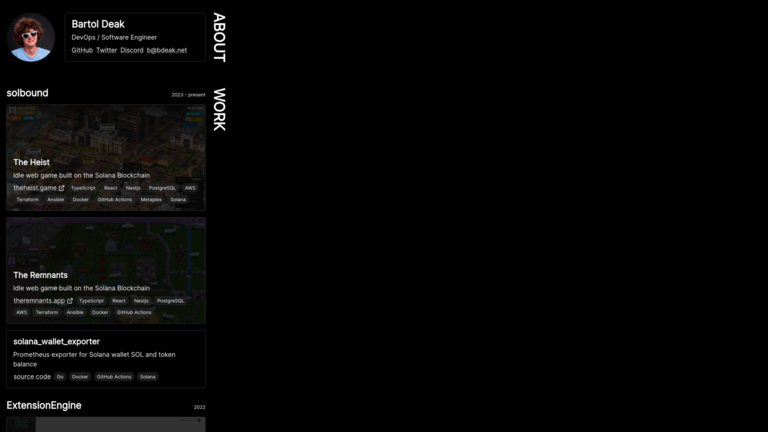 Bartol Deak
DevOps / Software Engineer
GitHub Twitter Discord b@bdeak.net
ABOUT
WORK
solbound
2023 - present
The Heist
Idle web game built on the Solana Blockchain
theheist.game TypeScript React Nestjs PostgreSQL AWS
Terraform Ansible Docker GitHub Actions Metaplex Solana
The Remnants
Idle web game built on the Solana Blockchain
theremnants.app TypeScript React Nestjs PostgreSQL
AWS Terraform Ansible Docker GitHub Actions
solana_wallet_exporter
Prometheus exporter for Solana wallet SOL and token
balance
source code Go Docker GitHub Actions Solana
ExtensionEngine
2022